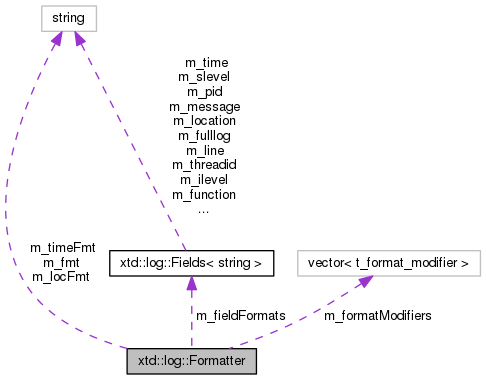 string
m_time
m_slevel
m_pid
m_message
m_location
m_fulllog
m_line
m_threadid
m_ilevel
m_function
...
m_timeFmt
m_fmt
m_locFmt
xtd::log::Fields< string >
vector< t_format_modifier >
m_fieldFormats
m_formatModifiers
xtd::log::Formatter